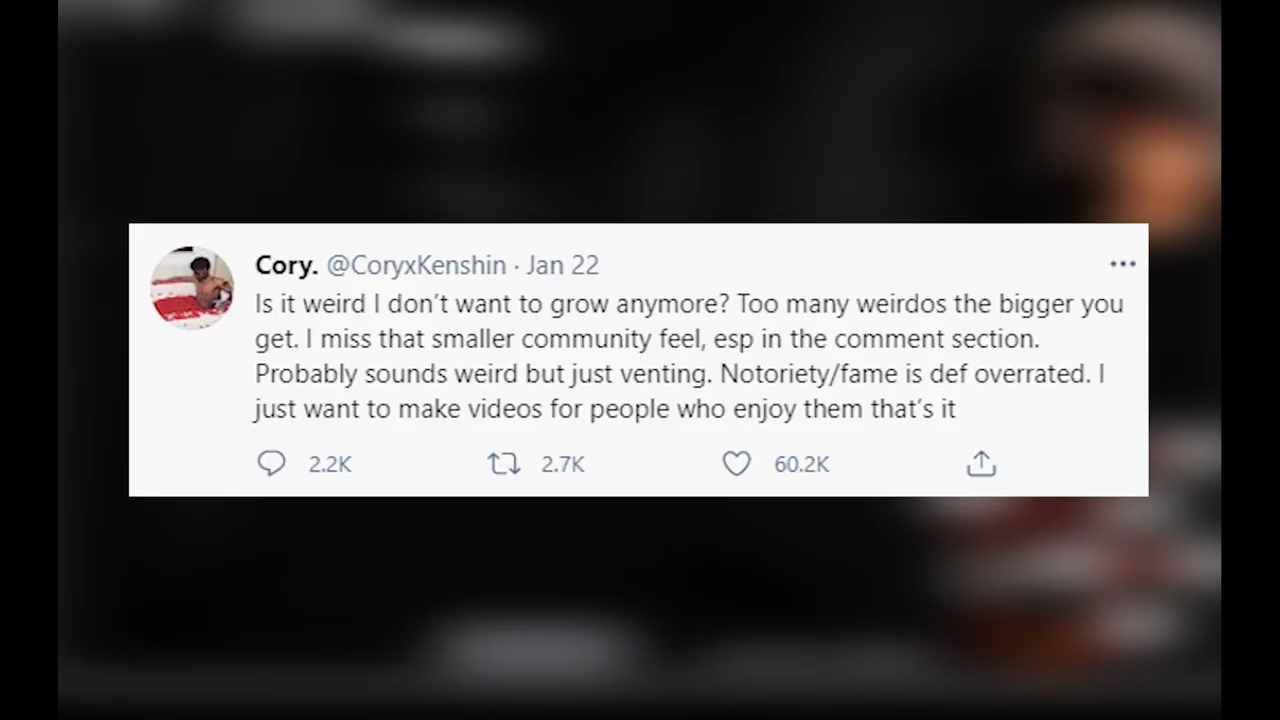 Cory. @CoryxKenshin · Jan 22
Is it weird I don't want to grow anymore? Too many weirdos the bigger you
get. I miss that smaller community feel, esp in the comment section.
Probably sounds weird but just venting. Notoriety/fame is def overrated. I
just want to make videos for people who enjoy them that's it
2.2K 2.7K 60.2K